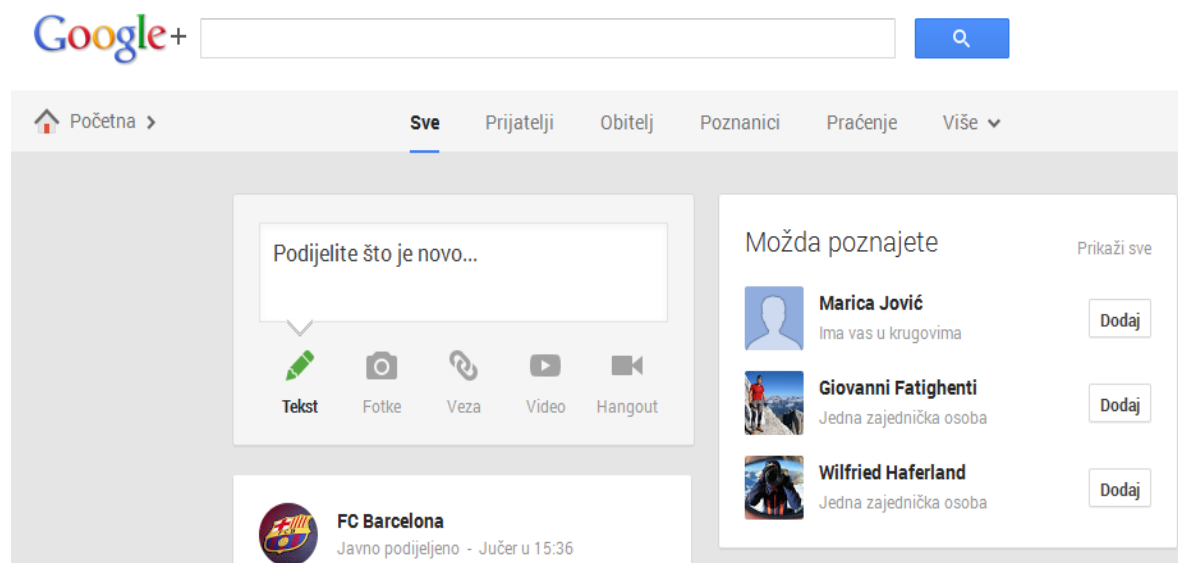 Google+
Početna
Sve Prijatelji Obitelj Poznanici Praćenje Više
Podijelite što je novo...
Tekst Fotke Veza Video Hangout
FC Barcelona
Javno podijeljeno - Jučer u 15:36
Možda poznajete Prikaži sve
Marica Jović
Ima vas u krugovima
Dodaj
Giovanni Fatighenti
Jedna zajednička osoba
Dodaj
Wilfried Haferland
Jedna zajednička osoba
Dodaj